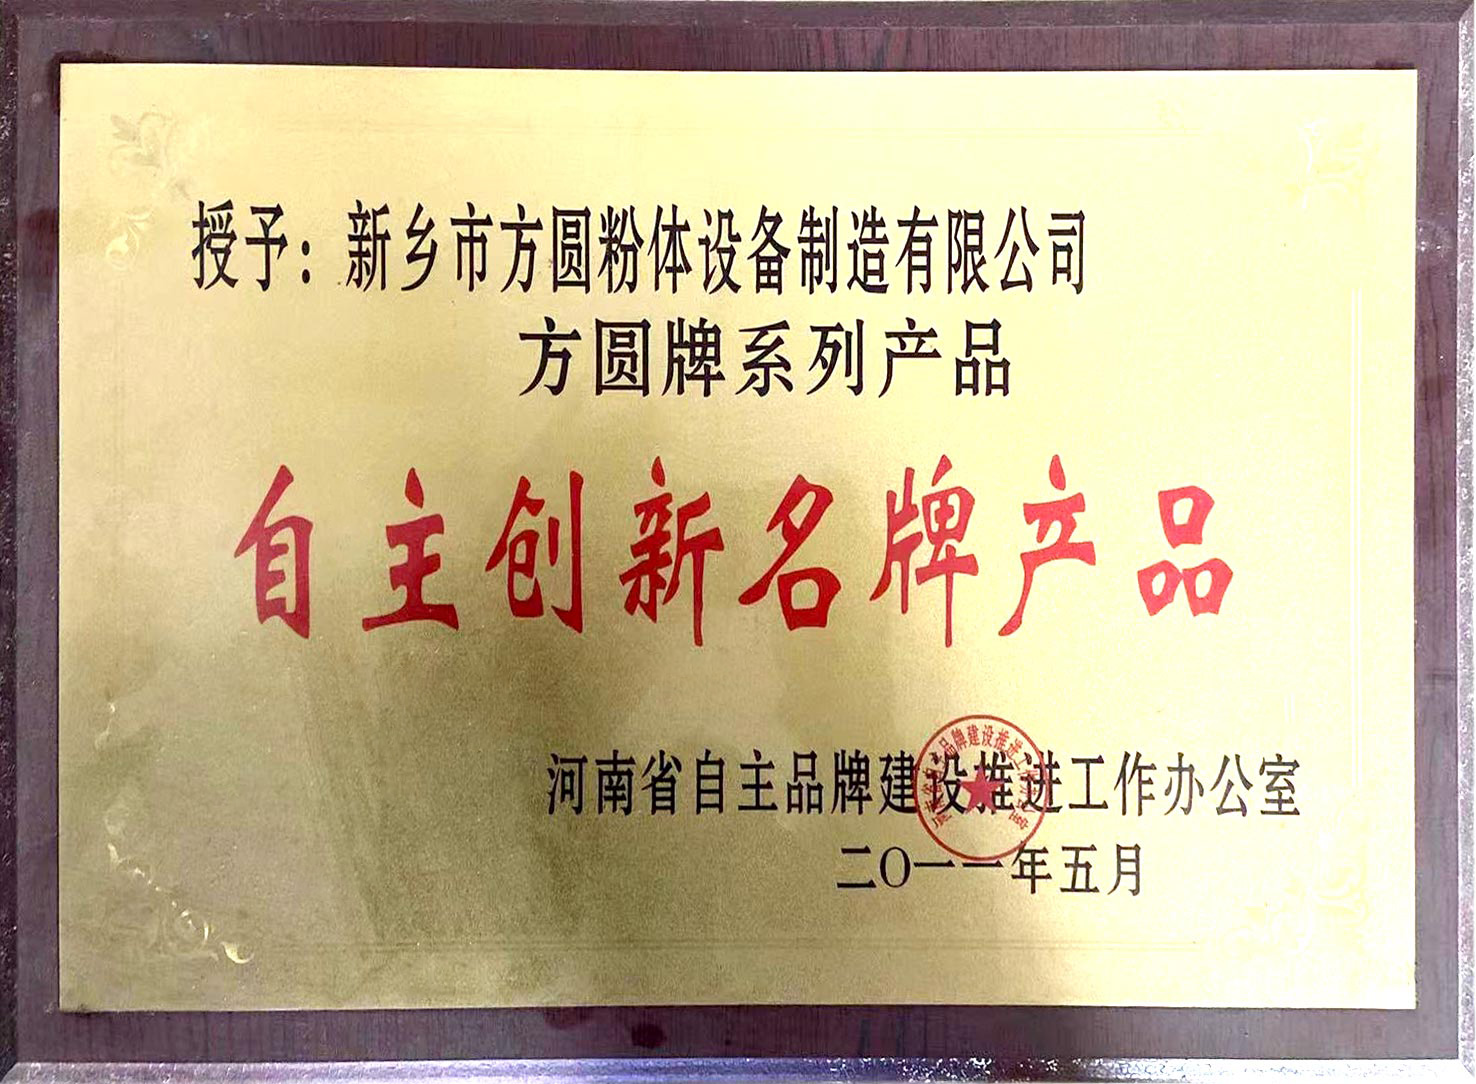 授予：新乡市方圆粉体设备制造有限公司
方圆牌系列产品
自主创新名牌产品
河南省自主品牌建设推进工作办公室
二〇一一年五月